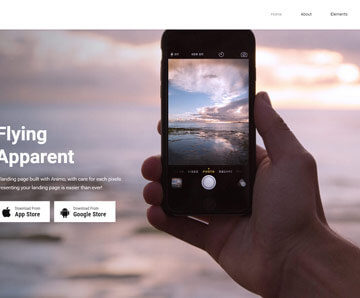 Home About Elements
Flying
Apparent
landing page built with Animo, with care for each pixels
resenting your landing page is easier than ever!
Download From
App Store
Download From
Google Store